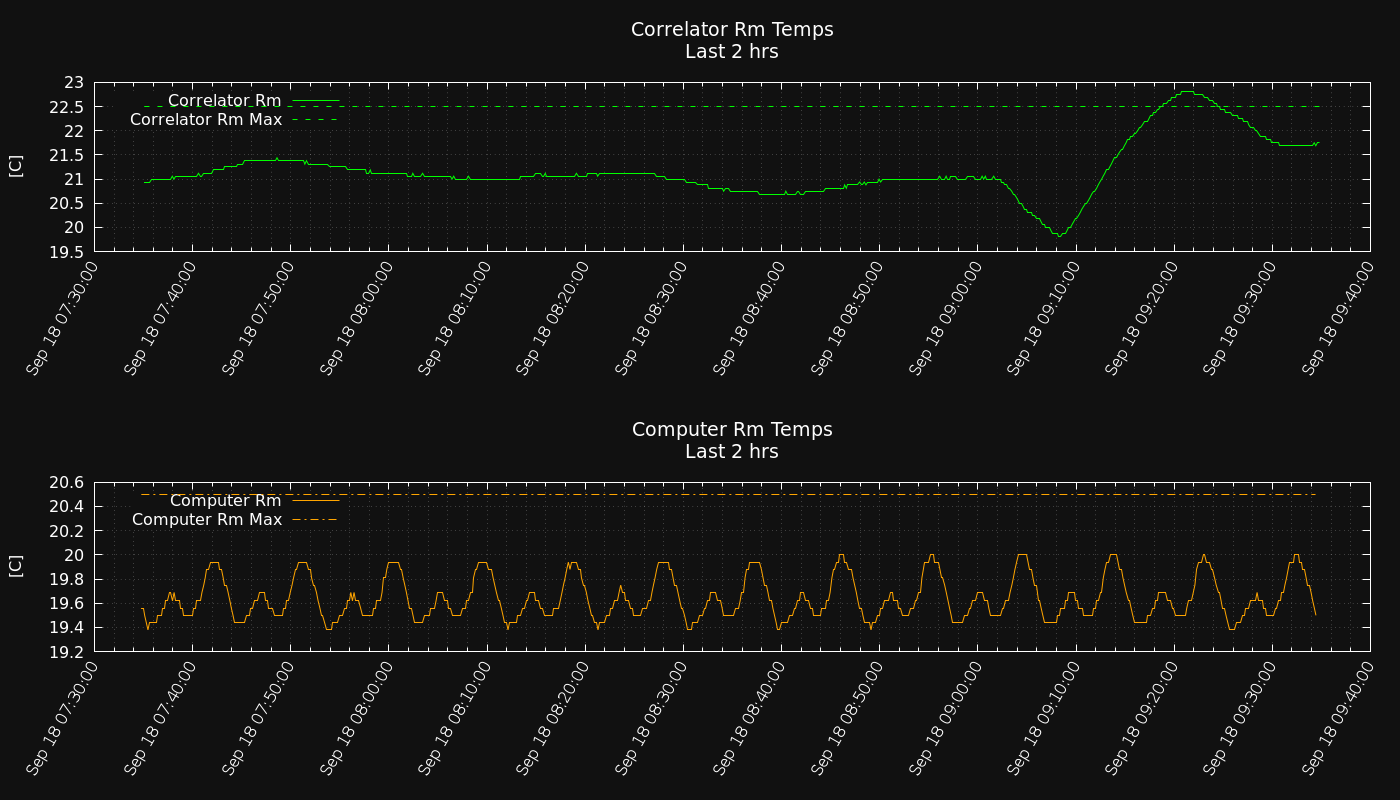 Correlator Rm Temps
Last 2 hrs
[C]
23
22.5
22
21.5
21
20.5
20
19.5
Correlator Rm
Correlator Rm Max
Sep 18 07:30:00
Sep 18 07:40:00
Sep 18 07:50:00
Sep 18 08:00:00
Sep 18 08:10:00
Sep 18 08:20:00
Sep 18 08:30:00
Sep 18 08:40:00
Sep 18 08:50:00
Sep 18 09:00:00
Sep 18 09:10:00
Sep 18 09:20:00
Sep 18 09:30:00
Sep 18 09:40:00
Computer Rm Temps
Last 2 hrs
[C]
20.6
20.4
20.2
20
19.8
19.6
19.4
19.2
Computer Rm
Computer Rm Max
Sep 18 07:30:00
Sep 18 07:40:00
Sep 18 07:50:00
Sep 18 08:00:00
Sep 18 08:10:00
Sep 18 08:20:00
Sep 18 08:30:00
Sep 18 08:40:00
Sep 18 08:50:00
Sep 18 09:00:00
Sep 18 09:10:00
Sep 18 09:20:00
Sep 18 09:30:00
Sep 18 09:40:00